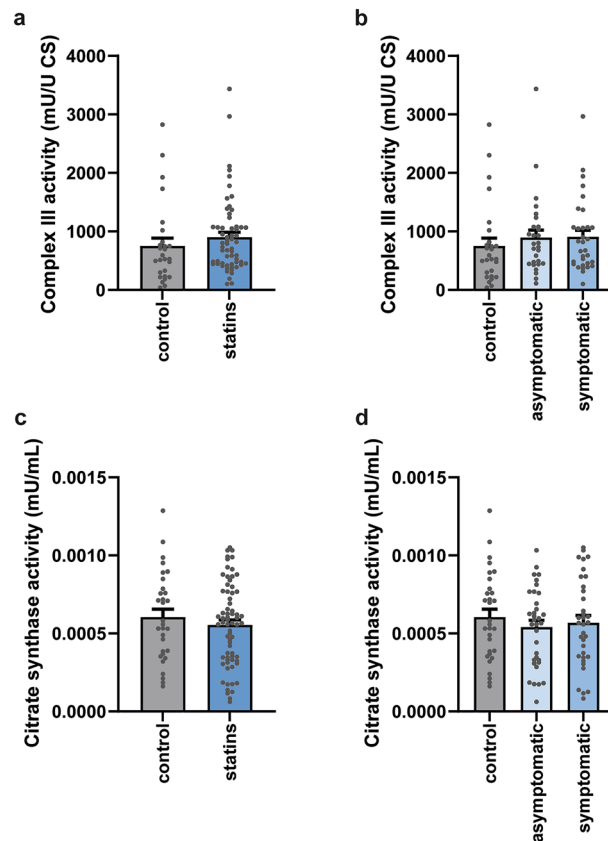 a
Complex III activity (mU/U CS)
4000
3000
2000
1000
0
control
statins
b
Complex III activity (mU/U CS)
4000
3000
2000
1000
0
control
asymptomatic
symptomatic
c
Citrate synthase activity (mU/mL)
0.0015
0.0010
0.0005
0.0000
control
statins
d
Citrate synthase activity (mU/mL)
0.0015
0.0010
0.0005
0.0000
control
asymptomatic
symptomatic